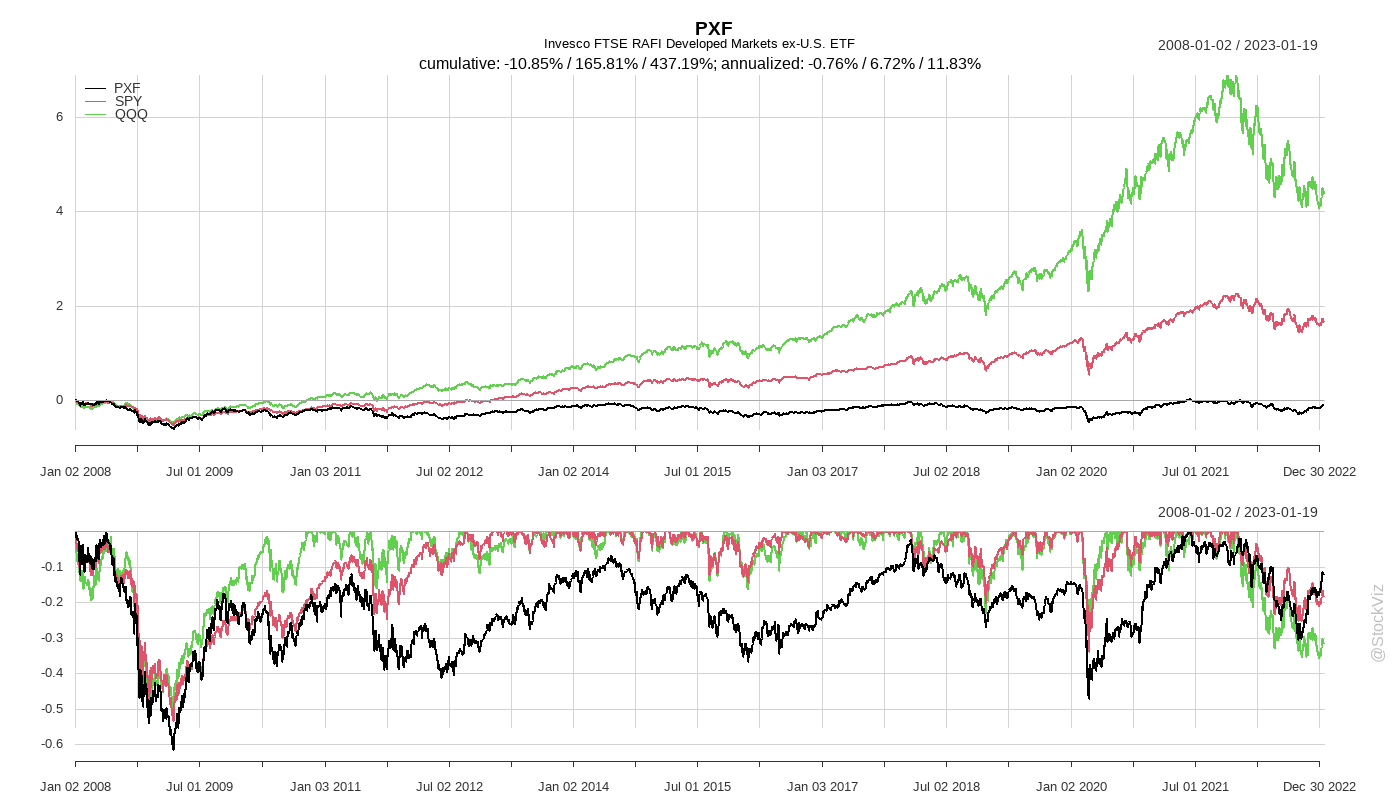 PXF
Invesco FTSE RAFI Developed Markets ex-U.S. ETF
2008-01-02 / 2023-01-19
cumulative: -10.85% / 165.81% / 437.19%; annualized: -0.76% / 6.72% / 11.83%
PXF
SPY
QQQ
6
4
2
0
Jan 02 2008 Jul 01 2009 Jan 03 2011 Jul 02 2012 Jan 02 2014 Jul 01 2015 Jan 03 2017 Jul 02 2018 Jan 02 2020 Jul 01 2021 Dec 30 2022
2008-01-02 / 2023-01-19
-0.1
-0.2
-0.3
-0.4
-0.5
-0.6
Jan 02 2008 Jul 01 2009 Jan 03 2011 Jul 02 2012 Jan 02 2014 Jul 01 2015 Jan 03 2017 Jul 02 2018 Jan 02 2020 Jul 01 2021 Dec 30 2022
@StockViz